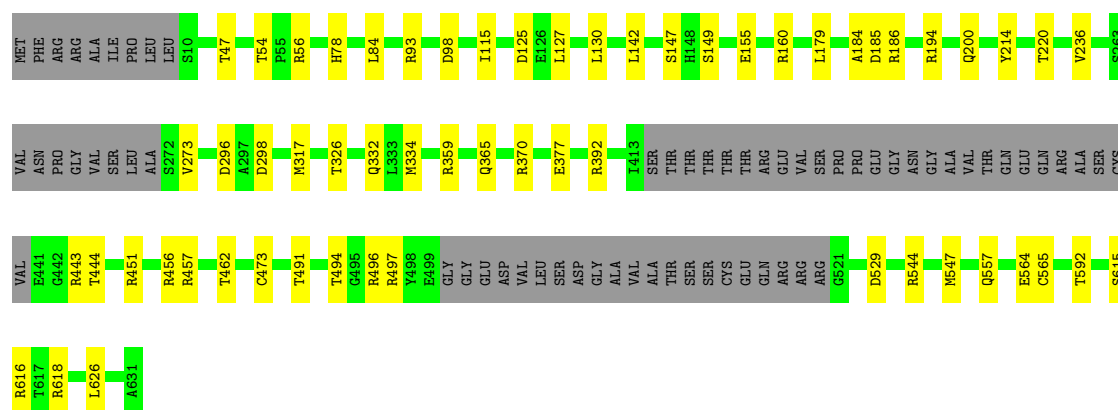 MET PHE ARG ARG ALA ILE PRO LEU LEU S10 T47 T54 P55 R56 H78 L84 R93 D98 I115 D125 E126 L127 L130 L142 S147 H148 S149 E155 R160 L179 A184 D185 R186 R194 Q200 Y214 T220 V236 S263
VAL ASN PRO GLY VAL SER LEU ALA S272 V273 D296 A297 D298 M317 T326 Q332 L333 M334 R359 Q365 R370 E377 R392 I413 SER THR THR THR THR THR ARG GLU VAL SER PRO PRO GLU GLY ASN GLY ALA VAL THR GLN GLU GLN ARG ALA SER CYS
VAL E441 G442 R443 T444 R451 R456 R457 T462 C473 T491 T494 G495 R496 R497 Y498 E499 GLY GLY GLU ASP VAL LEU SER ASP GLY ALA VAL ALA THR SER SER CYS GLU GLN ARG ARG ARG G521 D529 R544 M547 Q557 E564 C565 T592 S615
R616 T617 R618 L626 A631